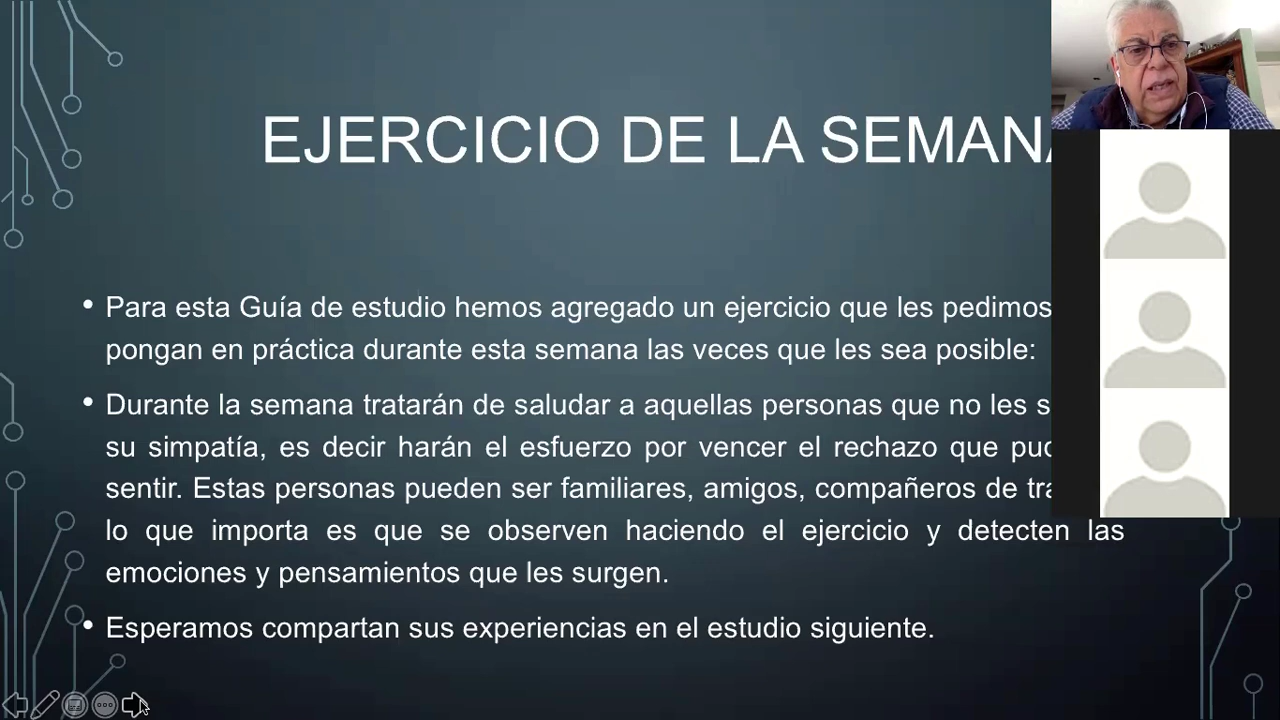 EJERCICIO DE LA SEMANA
• Para esta Guía de estudio hemos agregado un ejercicio que les pedimos
pongan en práctica durante esta semana las veces que les sea posible:
• Durante la semana tratarán de saludar a aquellas personas que no les
su simpatía, es decir harán el esfuerzo por vencer el rechazo que
sentir. Estas personas pueden ser familiares, amigos, compañeros de
lo que importa es que se observen haciendo el ejercicio y detecten las
emociones y pensamientos que les surgen.
• Esperamos compartan sus experiencias en el estudio siguiente.